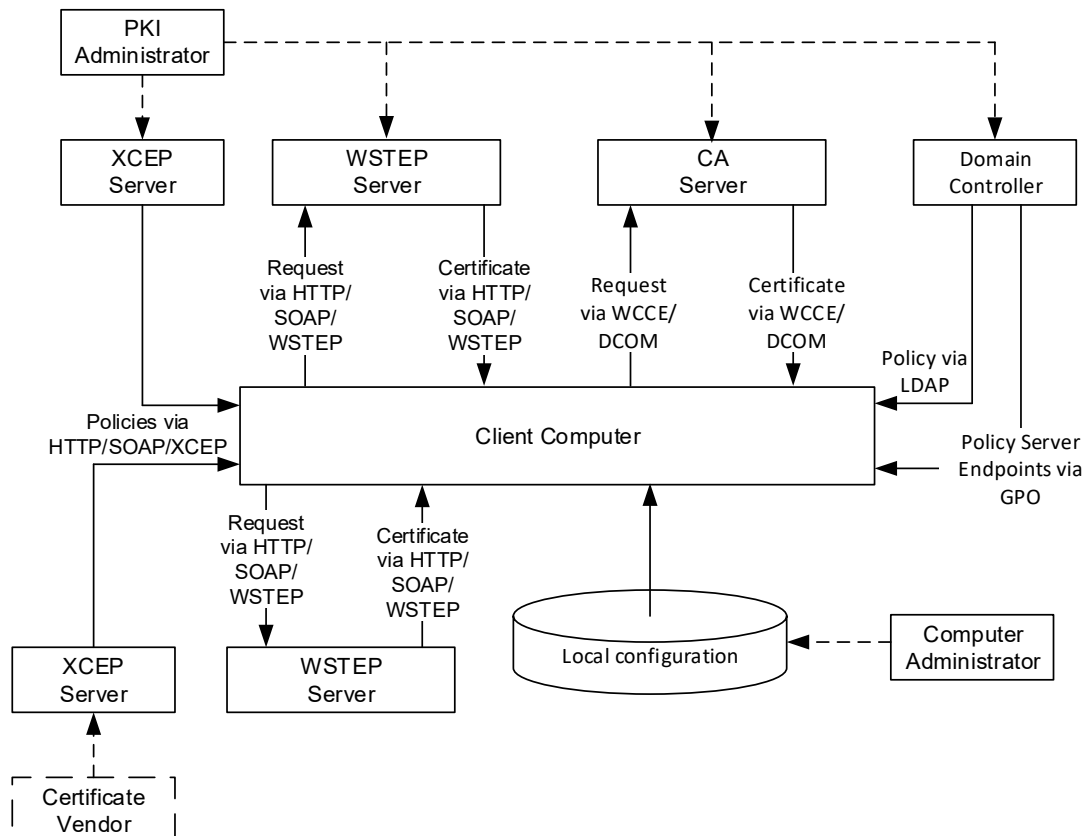 PKI
Administrator
XCEP
Server
WSTEP
Server
CA
Server
Domain
Controller
Request
via HTTP/
SOAP/
WSTEP
Certificate
via HTTP/
SOAP/
WSTEP
Request
via WCCE/
DCOM
Certificate
via WCCE/
DCOM
Policy via
LDAP
Policies via
HTTP/SOAP/XCEP
Client Computer
Policy Server
Endpoints via
GPO
Request
via HTTP/
SOAP/
WSTEP
Certificate
via HTTP/
SOAP/
WSTEP
XCEP
Server
WSTEP
Server
Local configuration
Computer
Administrator
Certificate
Vendor